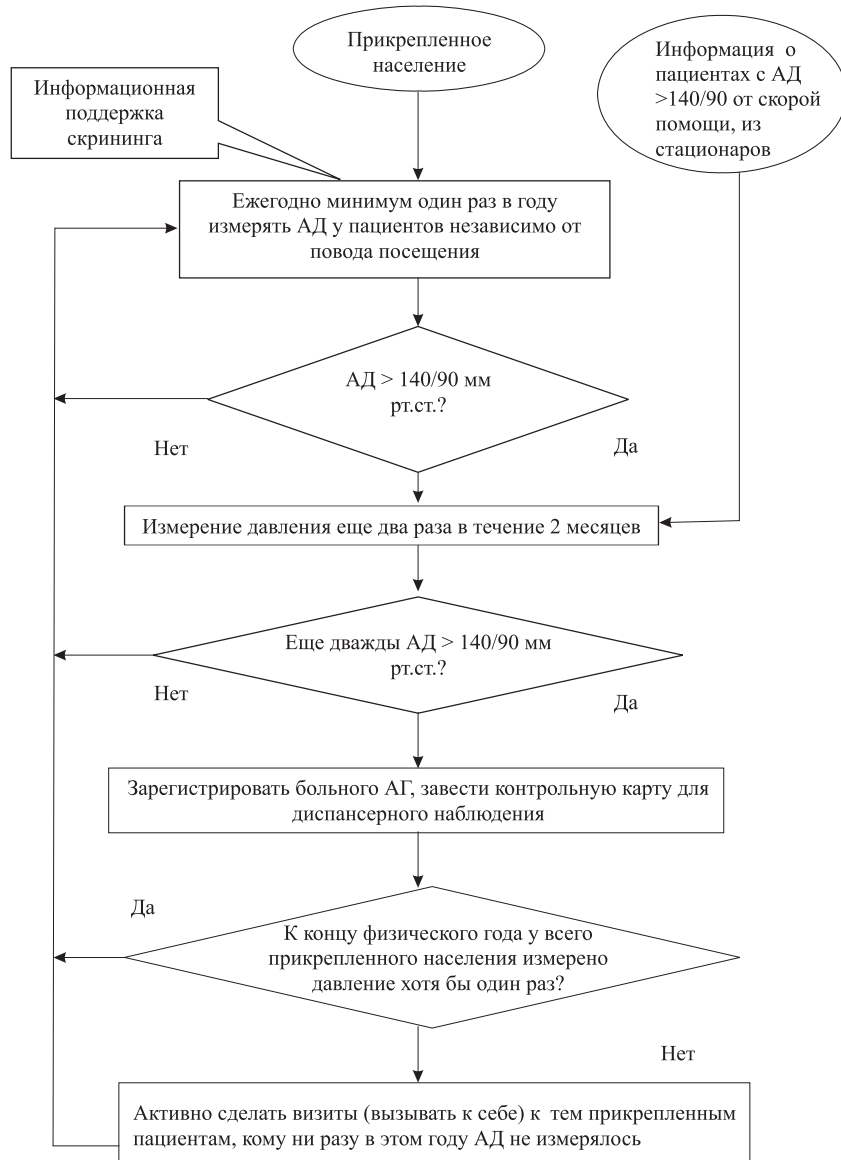 Прикрепленное
население
Информация о
пациентах с АД
>140/90 от скорой
помощи, из
стационаров
Информационная
поддержка
скрининга
Ежегодно минимум один раз в году
измерять АД у пациентов независимо от
повода посещения
АД > 140/90 мм
рт.ст.?
Нет
Да
Измерение давления еще два раза в течение 2 месяцев
Еще дважды АД > 140/90 мм
рт.ст.?
Нет
Да
Зарегистрировать больного АГ, завести контрольную карту для
диспансерного наблюдения
Да
К концу физического года у всего
прикрепленного населения измерено
давление хотя бы один раз?
Нет
Активно сделать визиты (вызывать к себе) к тем прикрепленным
пациентам, кому ни разу в этом году АД не измерялось